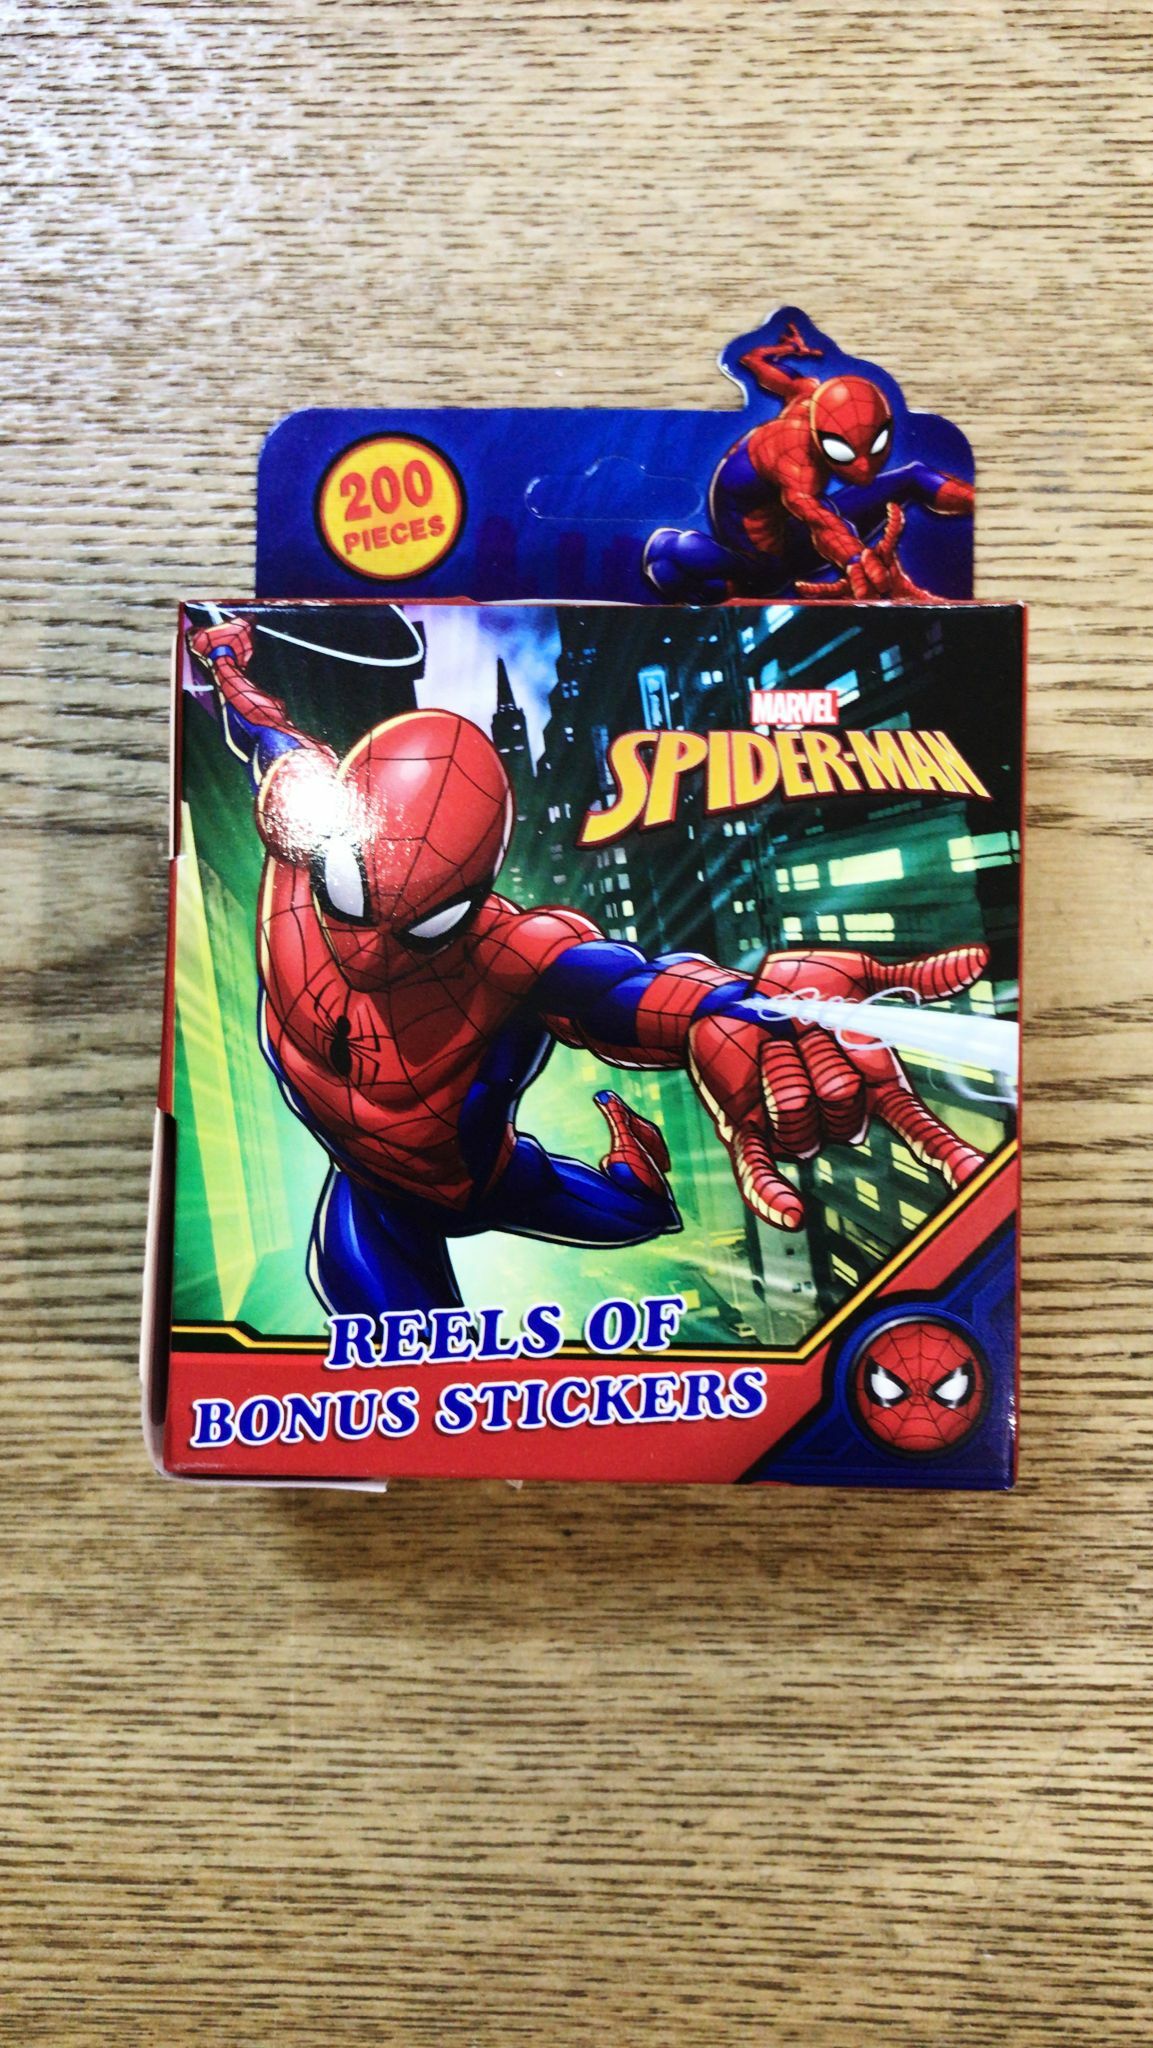 200
PIECES
MARVEL
SPIDER-MAN
REELS OF
BONUS STICKERS